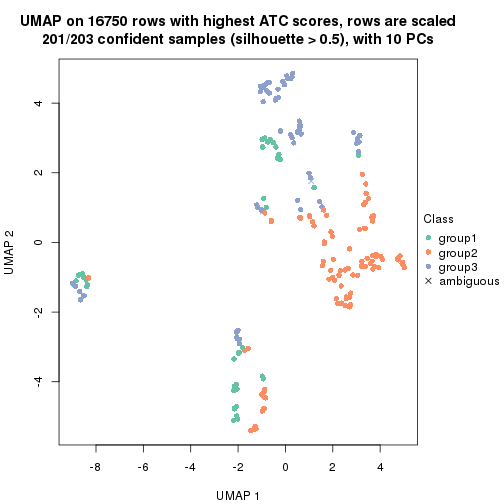 UMAP on 16750 rows with highest ATC scores, rows are scaled
201/203 confident samples (silhouette > 0.5), with 10 PCs
4
2
0
-2
-4
UMAP 2
-8
-6
-4
-2
0
2
4
UMAP 1
Class
group1
group2
group3
ambiguous